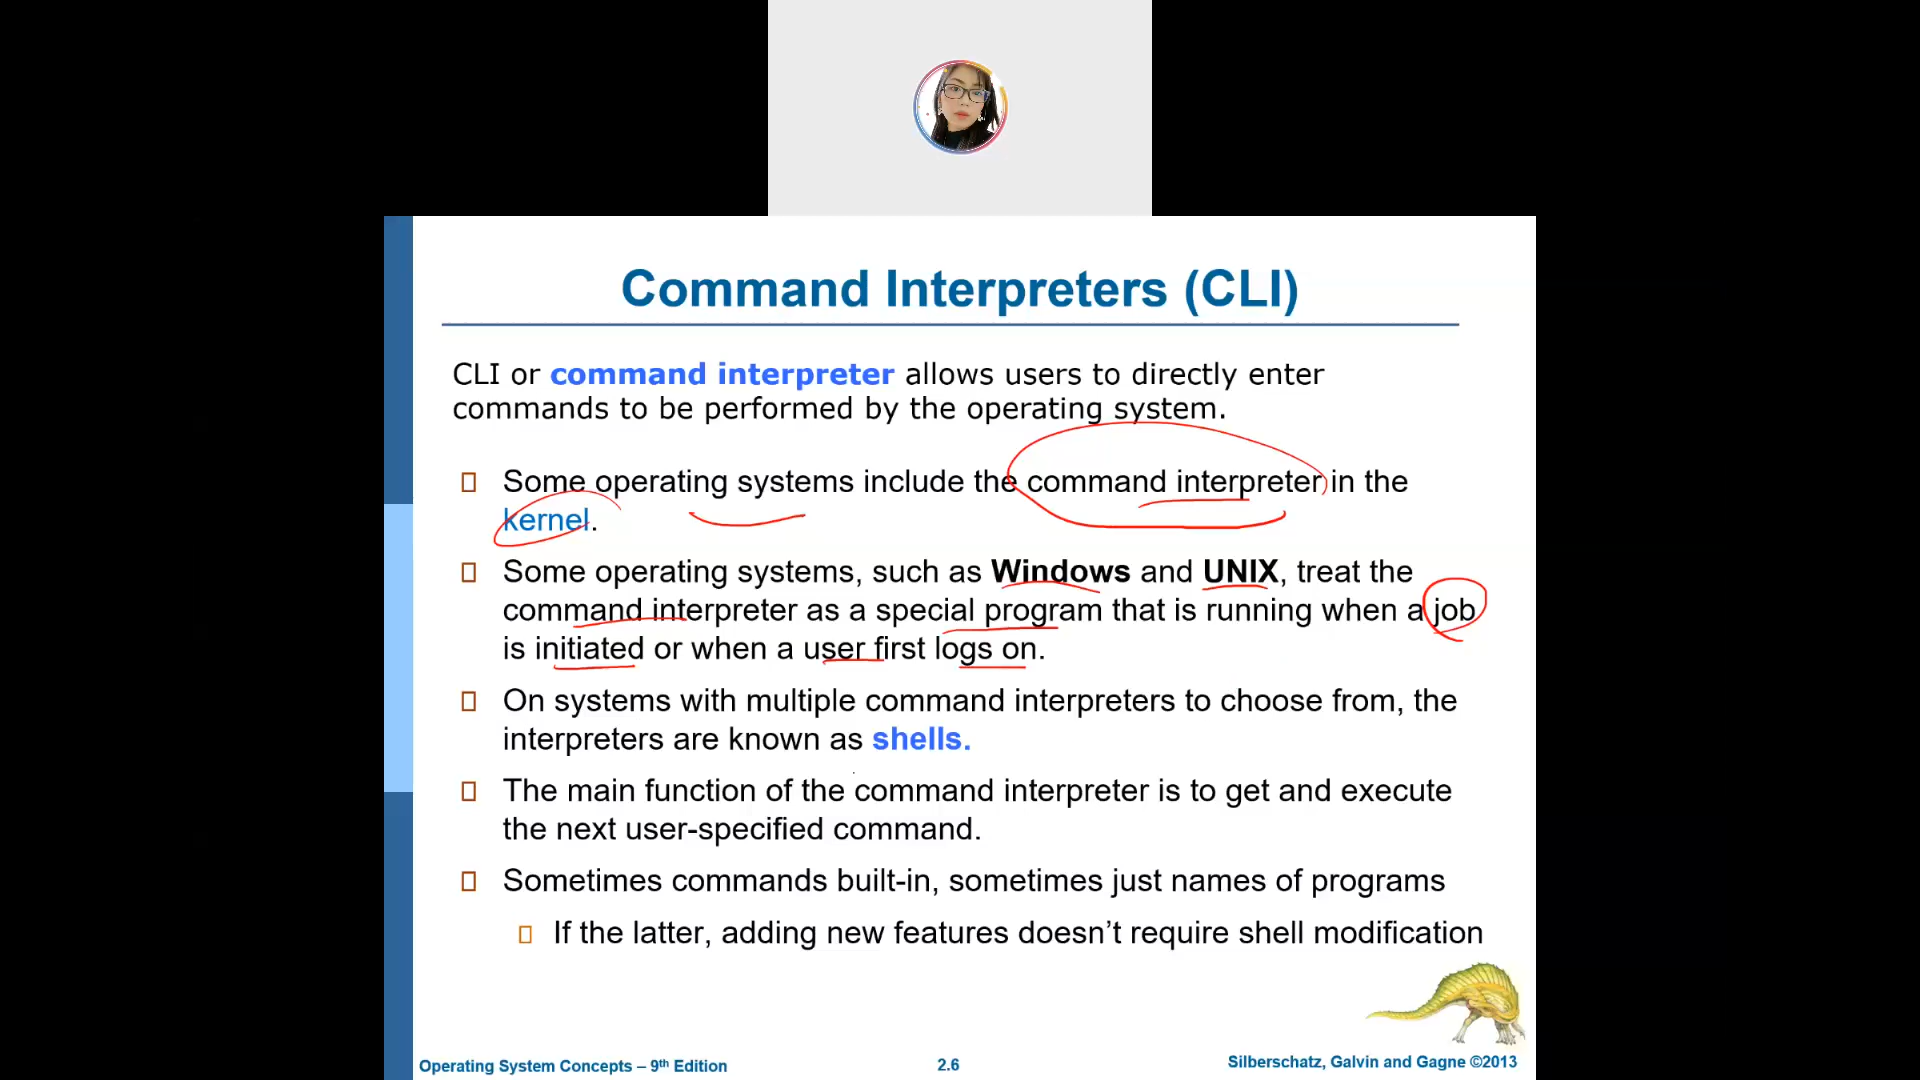 Command Interpreters (CLI)
CLI or command interpreter allows users to directly enter
commands to be performed by the operating system.
Some operating systems include the command interpreter in the
kernel.
Some operating systems, such as Windows and UNIX, treat the
command interpreter as a special program that is running when a job
is initiated or when a user first logs on.
On systems with multiple command interpreters to choose from, the
interpreters are known as shells.
The main function of the command interpreter is to get and execute
the next user-specified command.
Sometimes commands built-in, sometimes just names of programs
If the latter, adding new features doesn’t require shell modification
Operating System Concepts – 9th Edition
2.6
Silberschatz, Galvin and Gagne ©2013